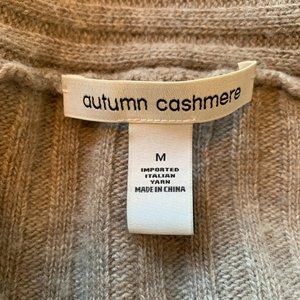 autumn cashmere
M
IMPORTED
ITALIAN
YARN
MADE IN CHINA